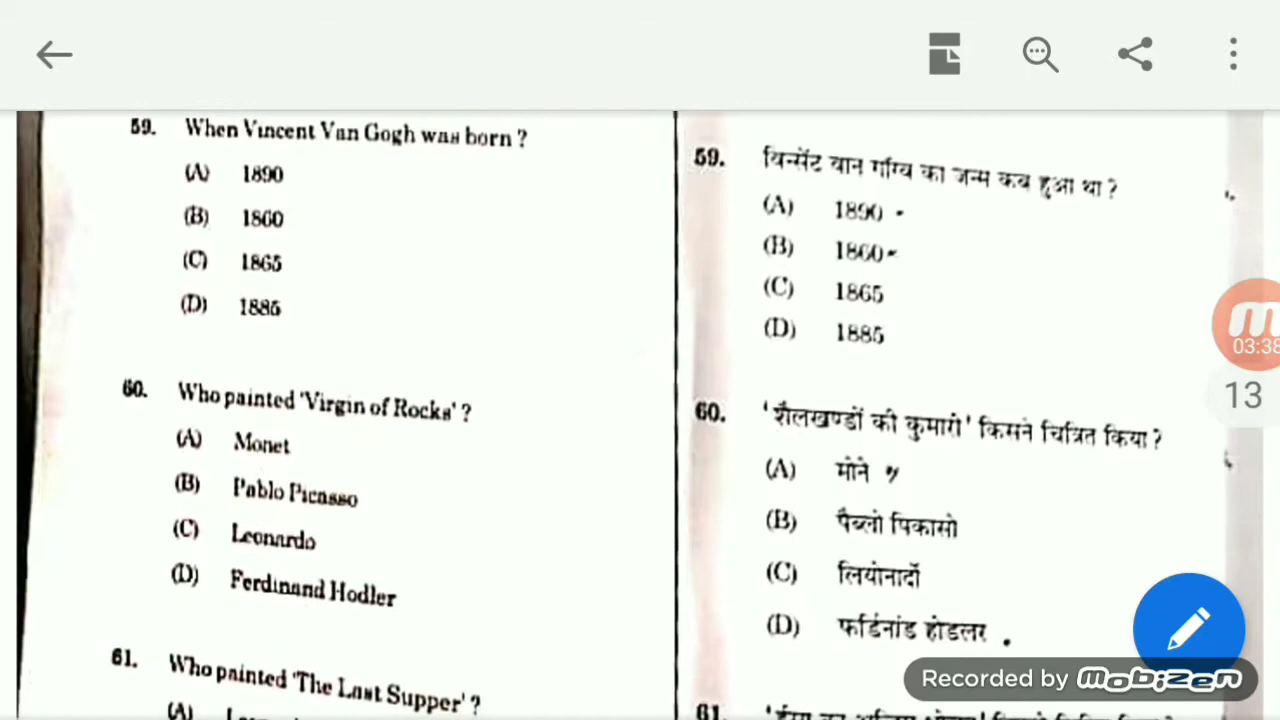 59. When Vincent Van Gogh was born ?
(A) 1890
(B) 1860
(C) 1865
(D) 1885
60. Who painted 'Virgin of Rocks' ?
(A) Monet
(B) Pablo Picasso
(C) Leonardo
(D) Ferdinand Hodler
61. Who painted 'The Last Supper' ?
(A)
59. विन्सेंट वान गॉग का जन्म कब हुआ था ?
(A) 1890
(B) 1860
(C) 1865
(D) 1885
60. 'शैलखण्डों की कुमारी' किसने चित्रित किया ?
(A) मोने
(B) पैब्लो पिकासो
(C) लियोनार्दो
(D) फर्डिनांड होडलर
61.
03:38
13
Recorded by mobizen